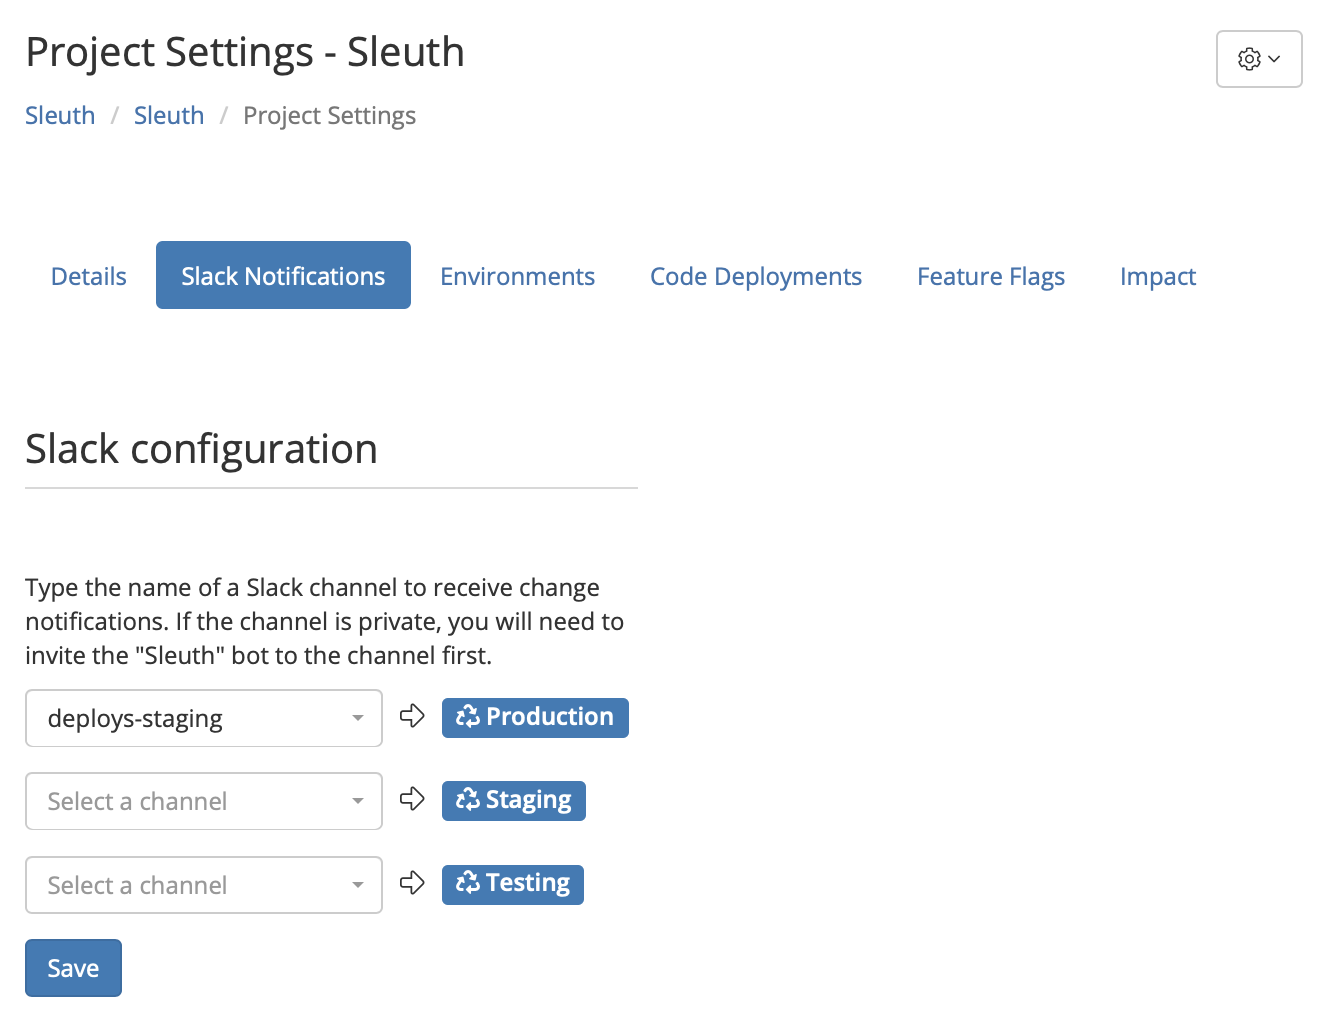 Project Settings - Sleuth
Sleuth / Sleuth / Project Settings
Details Slack Notifications Environments Code Deployments Feature Flags Impact
Slack configuration
Type the name of a Slack channel to receive change
notifications. If the channel is private, you will need to
invite the "Sleuth" bot to the channel first.
deploys-staging Production
Select a channel Staging
Select a channel Testing
Save